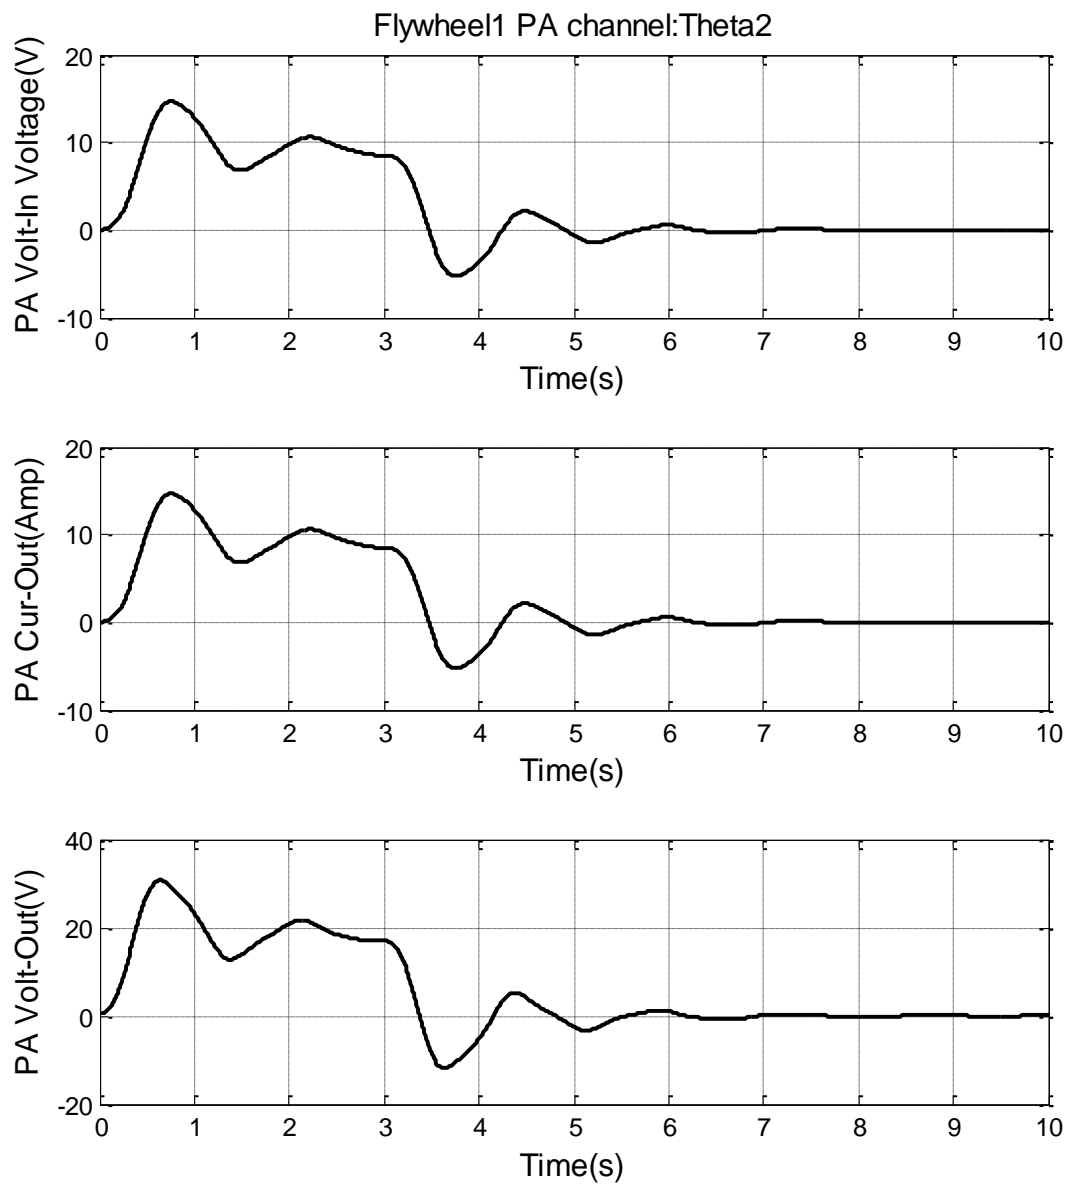 Flywheel1 PA channel:Theta2
PA Volt-In Voltage(V)
20
10
0
-10
0 1 2 3 4 5 6 7 8 9 10
Time(s)
PA Cur-Out(Amp)
20
10
0
-10
0 1 2 3 4 5 6 7 8 9 10
Time(s)
PA Volt-Out(V)
40
20
0
-20
0 1 2 3 4 5 6 7 8 9 10
Time(s)